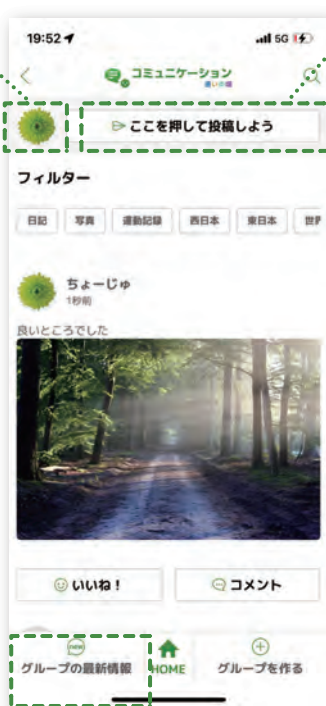 19:52
5G
コミュニケーション
ここを押して投稿しよう
フィルター
日記 写真 運動記録 西日本 東日本
ちょーじゅ
1秒前
良いところでした
いいね！ コメント
new
グループの最新情報 HOME グループを作る